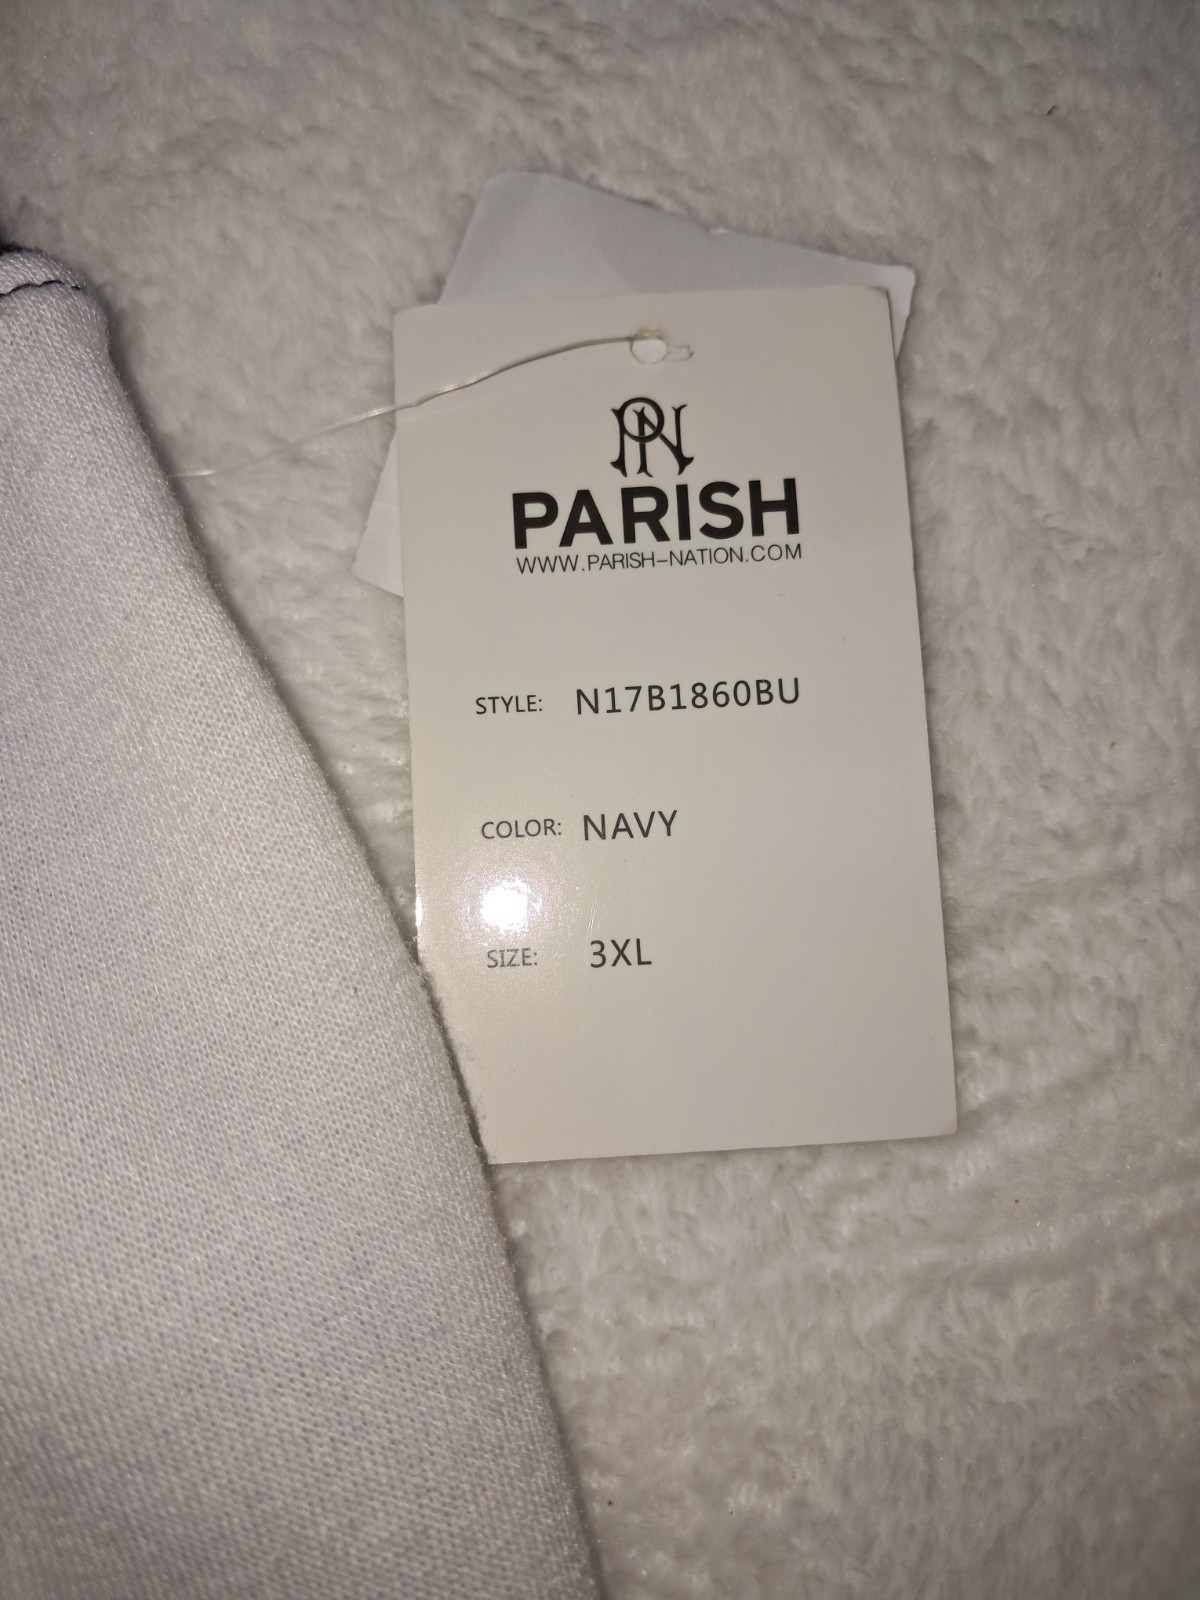 PN
PARISH
WWW.PARISH-NATION.COM
STYLE: N17B1860BU
COLOR: NAVY
SIZE: 3XL